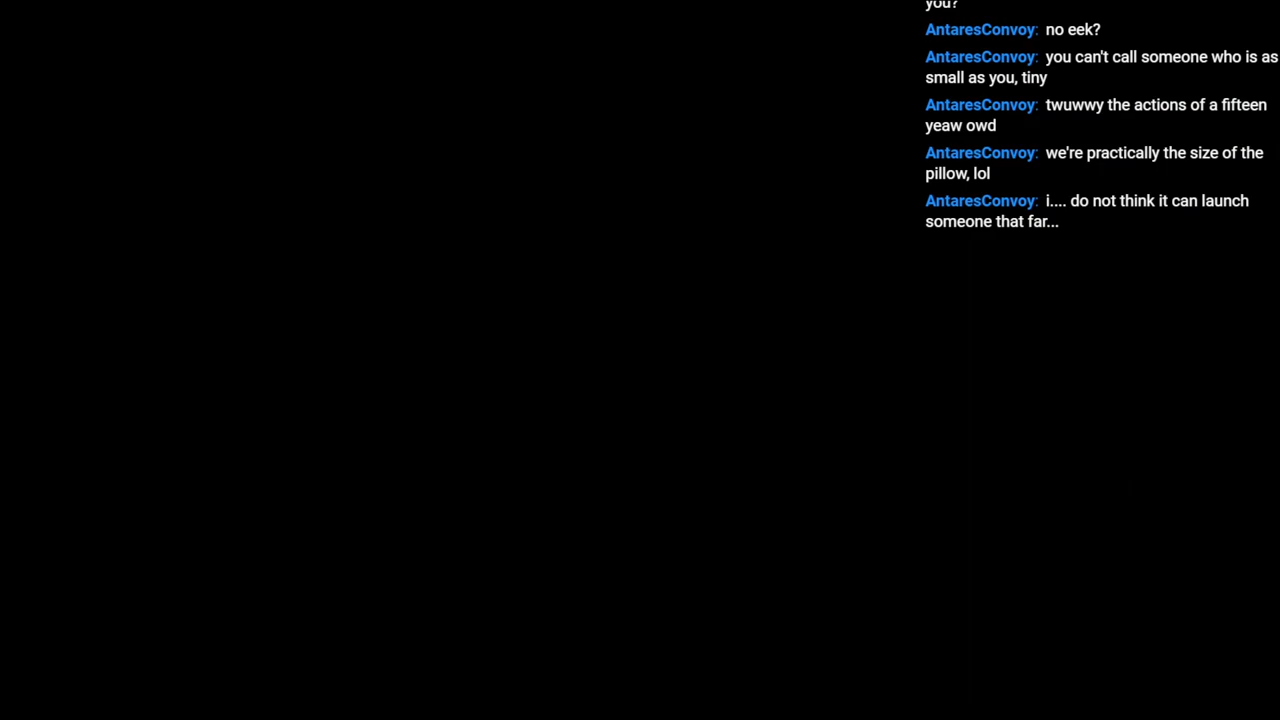 you?
AntaresConvoy: no eek?
AntaresConvoy: you can't call someone who is as
small as you, tiny
AntaresConvoy: twuwwy the actions of a fifteen
yeaw owd
AntaresConvoy: we're practically the size of the
pillow, lol
AntaresConvoy: i.... do not think it can launch
someone that far...